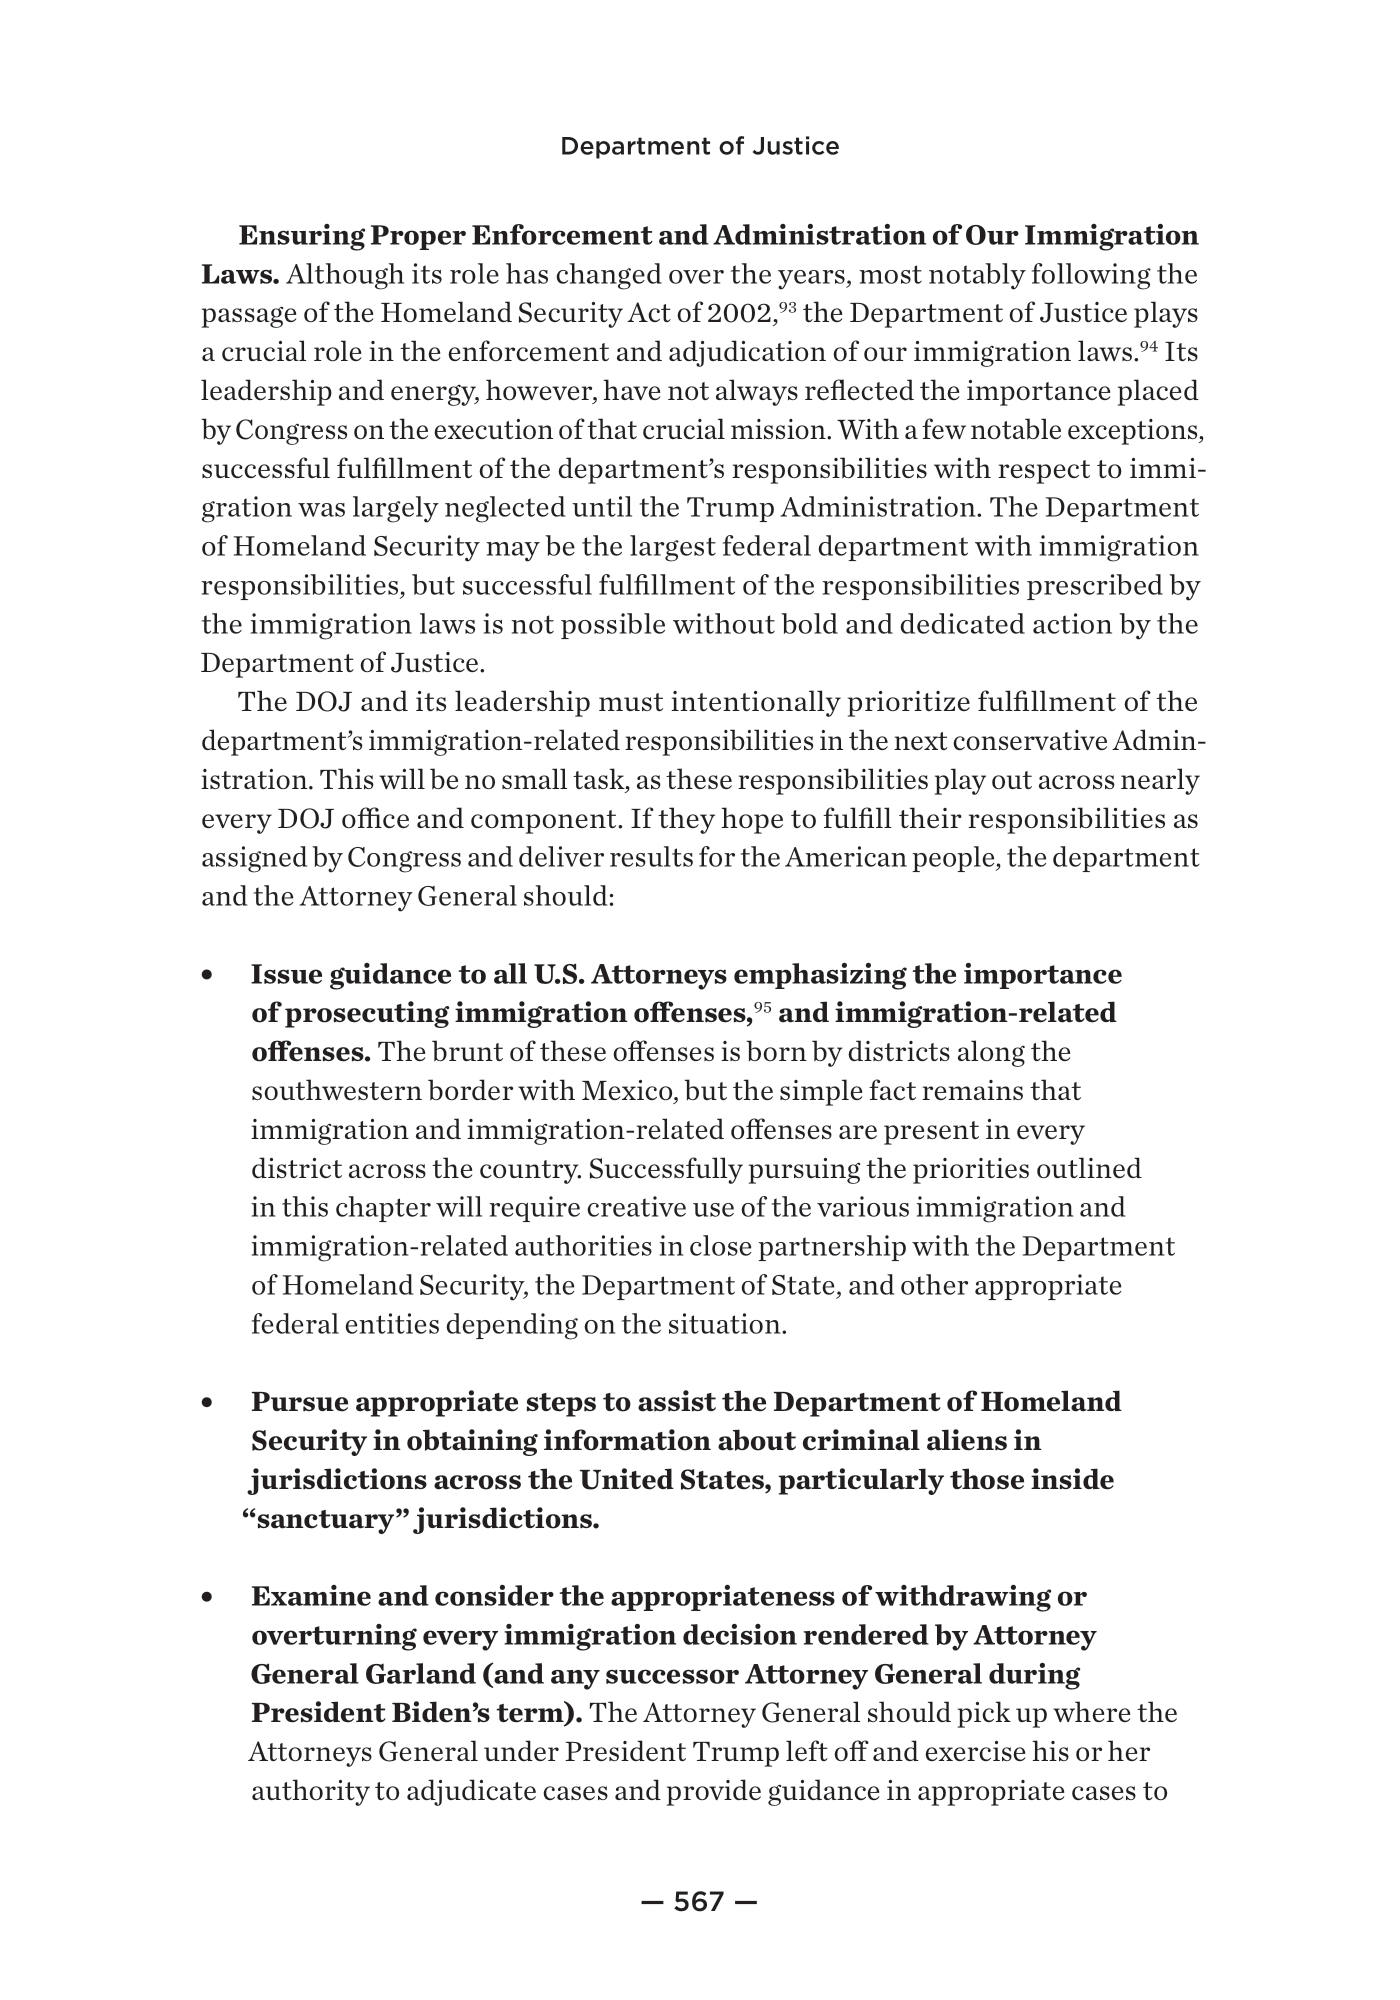 Department of Justice
Ensuring Proper Enforcement and Administration of Our Immigration
Laws. Although its role has changed over the years, most notably following the
passage of the Homeland Security Act of 2002,93 the Department of Justice plays
a crucial role in the enforcement and adjudication of our immigration laws.94 Its
leadership and energy, however, have not always reflected the importance placed
by Congress on the execution of that crucial mission. With a few notable exceptions,
successful fulfillment of the department’s responsibilities with respect to immi-
gration was largely neglected until the Trump Administration. The Department
of Homeland Security may be the largest federal department with immigration
responsibilities, but successful fulfillment of the responsibilities prescribed by
the immigration laws is not possible without bold and dedicated action by the
Department of Justice.
The DOJ and its leadership must intentionally prioritize fulfillment of the
department’s immigration-related responsibilities in the next conservative Admin-
istration. This will be no small task, as these responsibilities play out across nearly
every DOJ office and component. If they hope to fulfill their responsibilities as
assigned by Congress and deliver results for the American people, the department
and the Attorney General should:
• Issue guidance to all U.S. Attorneys emphasizing the importance
of prosecuting immigration offenses,95 and immigration-related
offenses. The brunt of these offenses is born by districts along the
southwestern border with Mexico, but the simple fact remains that
immigration and immigration-related offenses are present in every
district across the country. Successfully pursuing the priorities outlined
in this chapter will require creative use of the various immigration and
immigration-related authorities in close partnership with the Department
of Homeland Security, the Department of State, and other appropriate
federal entities depending on the situation.
• Pursue appropriate steps to assist the Department of Homeland
Security in obtaining information about criminal aliens in
jurisdictions across the United States, particularly those inside
“sanctuary” jurisdictions.
• Examine and consider the appropriateness of withdrawing or
overturning every immigration decision rendered by Attorney
General Garland (and any successor Attorney General during
President Biden’s term). The Attorney General should pick up where the
Attorneys General under President Trump left off and exercise his or her
authority to adjudicate cases and provide guidance in appropriate cases to
— 567 —